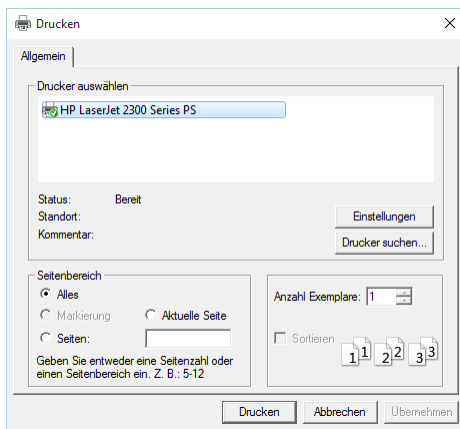 Drucken
Allgemein
Drucker auswählen
HP LaserJet 2300 Series PS
Status: Bereit
Standort:
Kommentar:
Einstellungen
Drucker suchen...
Seitenbereich
Alles
Markierung Aktuelle Seite
Seiten:
Geben Sie entweder eine Seitenzahl oder
einen Seitenbereich ein. Z. B.: 5-12
Anzahl Exemplare: 1
Sortieren
1 1 2 2 3 3
Drucken Abbrechen Übernehmen